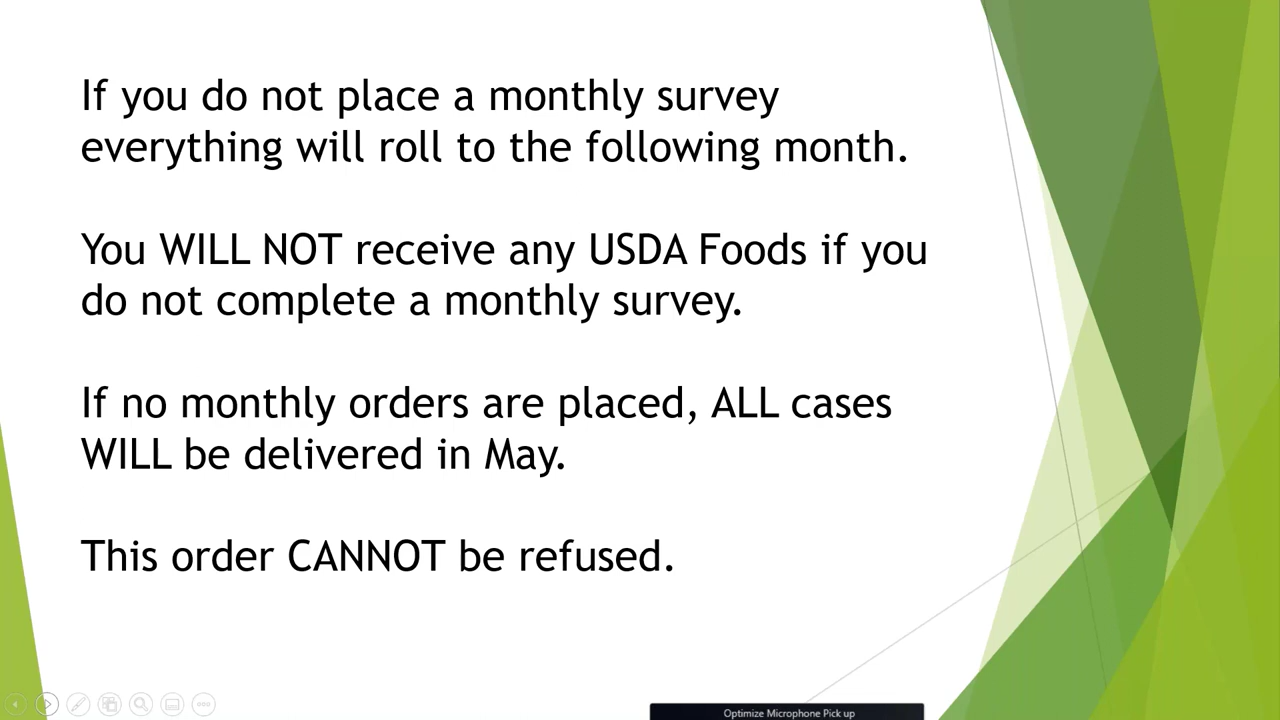 If you do not place a monthly survey
everything will roll to the following month.
You WILL NOT receive any USDA Foods if you
do not complete a monthly survey.
If no monthly orders are placed, ALL cases
WILL be delivered in May.
This order CANNOT be refused.
Optimize Microphone Pick up